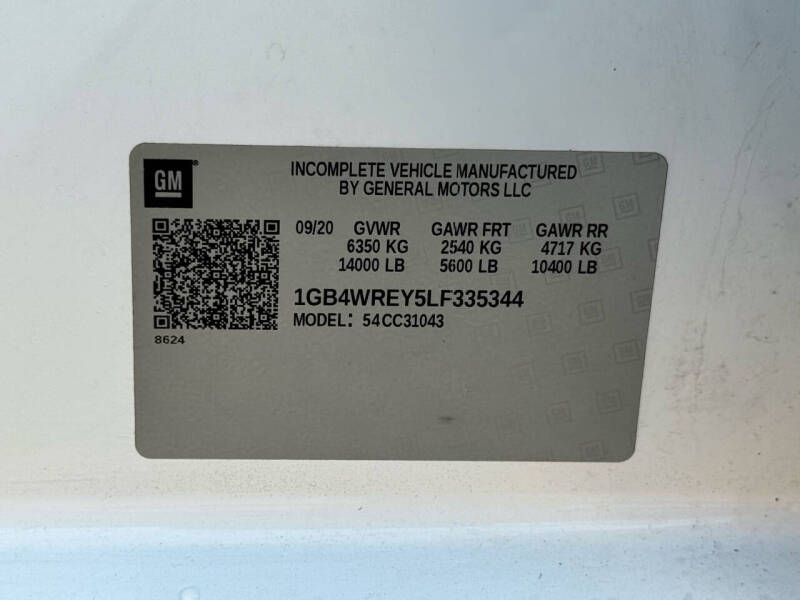 GM
INCOMPLETE VEHICLE MANUFACTURED
BY GENERAL MOTORS LLC
09/20 GVWR GAWR FRT GAWR RR
6350 KG 2540 KG 4717 KG
14000 LB 5600 LB 10400 LB
1GB4WREY5LF335344
MODEL: 54CC31043
8624